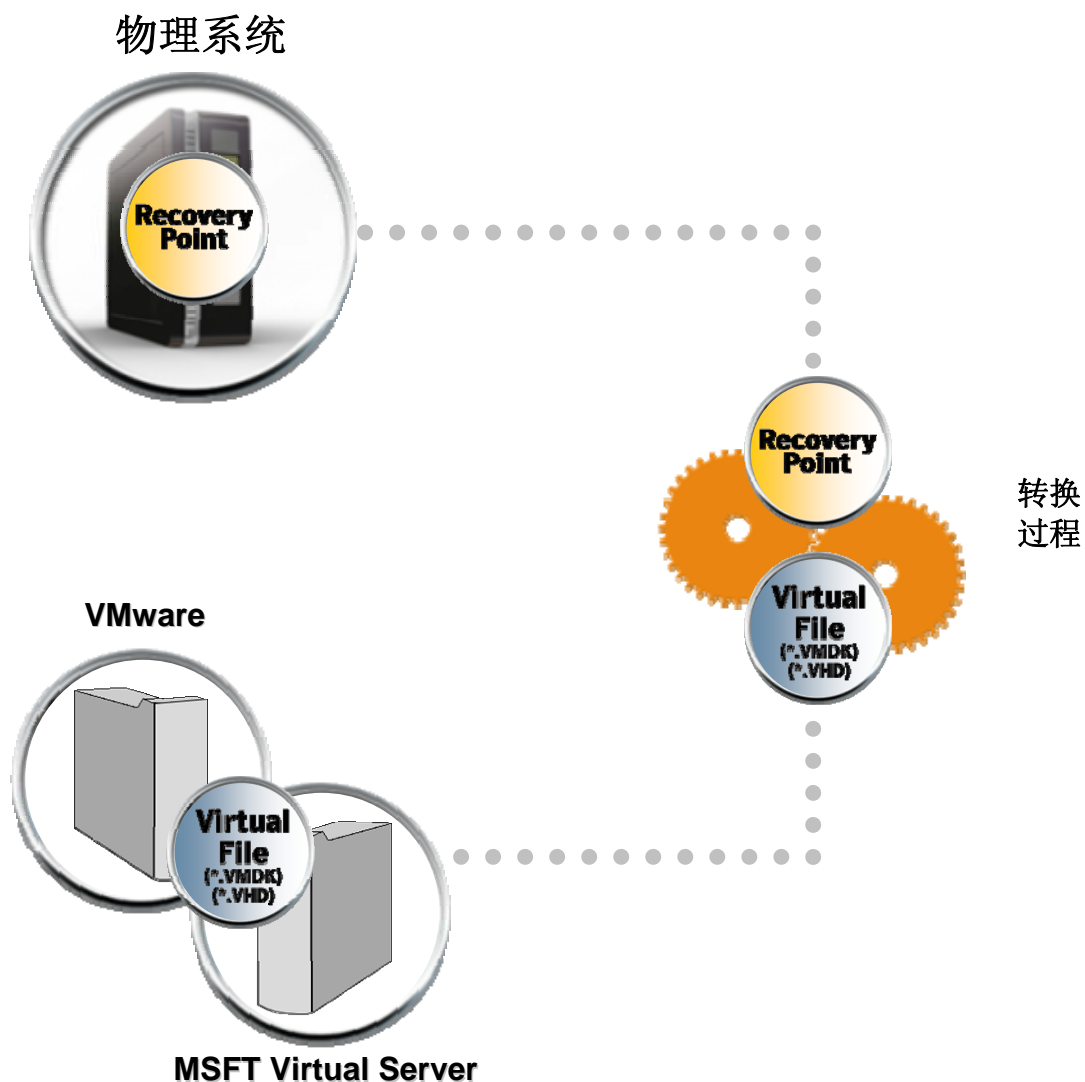 物理系统
Recovery
Point
Recovery
Point
转换
过程
Virtual
File
(*.VMDK)
(*.VHD)
VMware
Virtual
File
(*.VMDK)
(*.VHD)
MSFT Virtual Server